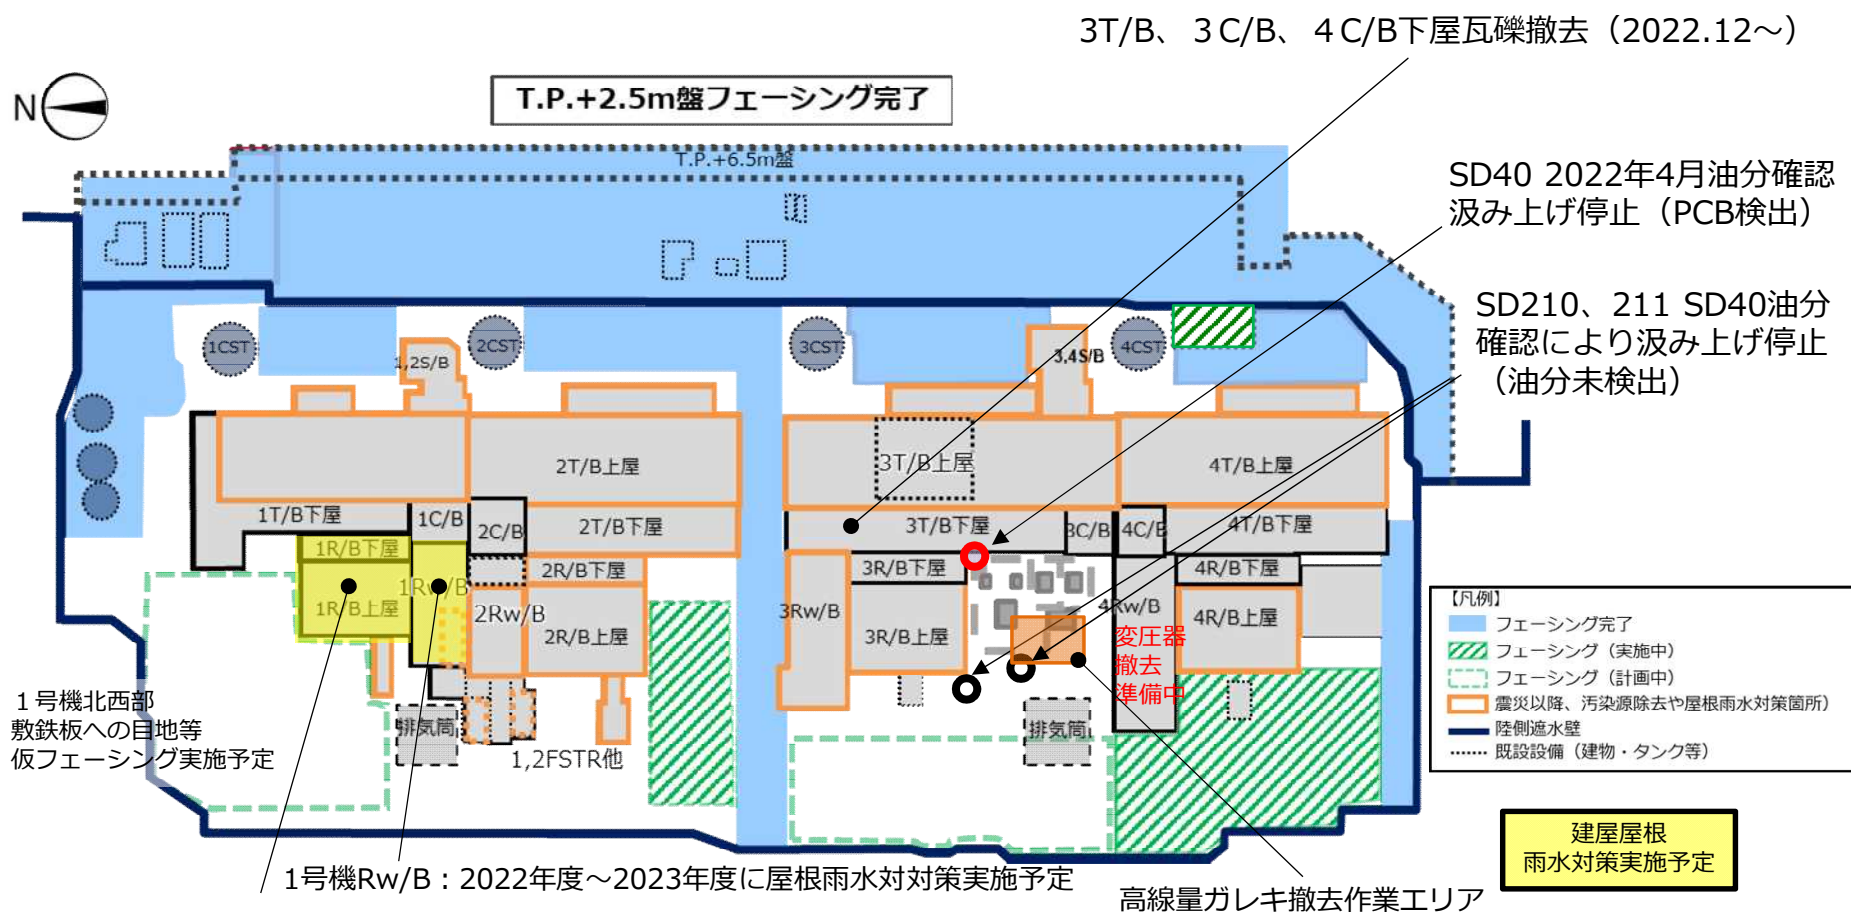 3T/B、３C/B、４C/B下屋瓦礫撤去（2022.12～）
N
T.P.+2.5m盤フェーシング完了
T.P.+6.5m盤
SD40 2022年4月油分確認
汲み上げ停止（PCB検出）
SD210、211 SD40油分
確認により汲み上げ停止
（油分未検出）
1CST
1,2S/B
2CST
3CST
3,4S/B
4CST
2T/B上屋
3T/B上屋
4T/B上屋
1T/B下屋
1C/B
2C/B
2T/B下屋
3T/B下屋
3C/B
4C/B
4T/B下屋
1R/B下屋
2R/B下屋
3R/B下屋
4R/B下屋
1Rw/B
1R/B上屋
2Rw/B
2R/B上屋
3Rw/B
3R/B上屋
4Rw/B
4R/B上屋
変圧器
撤去
準備中
排気筒
1,2FSTR他
排気筒
１号機北西部
敷鉄板への目地等
仮フェーシング実施予定
【凡例】
フェーシング完了
フェーシング（実施中）
フェーシング（計画中）
震災以降、汚染源除去や屋根雨水対策箇所）
陸側遮水壁
既設設備（建物・タンク等）
建屋屋根
雨水対策実施予定
1号機Rw/B：2022年度～2023年度に屋根雨水対対策実施予定
高線量ガレキ撤去作業エリア